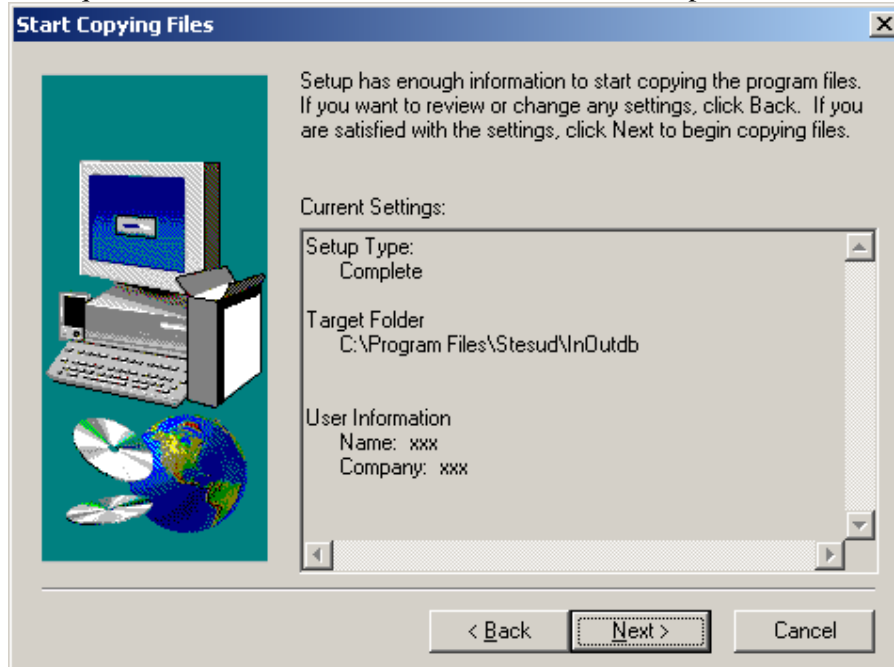 Start Copying Files
Setup has enough information to start copying the program files.
If you want to review or change any settings, click Back. If you
are satisfied with the settings, click Next to begin copying files.
Current Settings:
Setup Type:
Complete
Target Folder
C:\Program Files\Stesud\InOutdb
User Information
Name: xxx
Company: xxx
< Back
Next >
Cancel